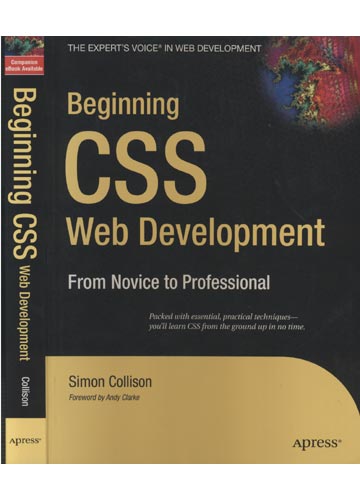 Companion
eBook Available
Beginning CSS Web Development
Collison
Apress®
THE EXPERT'S VOICE® IN WEB DEVELOPMENT
Beginning
CSS
Web Development
From Novice to Professional
Packed with essential, practical techniques—
you'll learn CSS from the ground up in no time.
Simon Collison
Foreword by Andy Clarke
Apress®